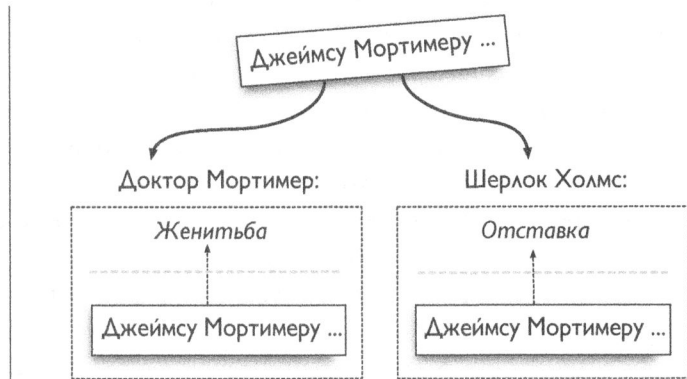 Джеймсу Мортимеру ...
Доктор Мортимер:
Шерлок Холмс:
Женитьба
Отставка
Джеймсу Мортимеру ...
Джеймсу Мортимеру ...